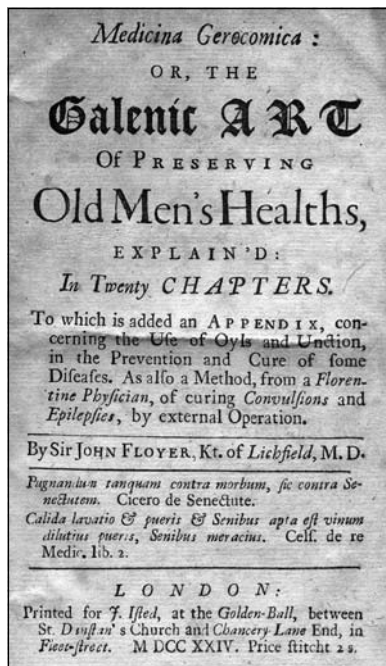 Medicina Gerocomica:
OR, THE
Galenic ART
Of PRESERVING
Old Men's Healths,
EXPLAIN'D:
In Twenty CHAPTERS.
To which is added an APPENDIX, con-
cerning the Use of Oyls and Unction,
in the Prevention and Cure of some
Diseases. As also a Method, from a Floren-
tine Physician, of curing Convulsions and
Epilepsies, by external Operation.
By Sir JOHN FLOYER, Kt. of Lichfield, M. D.
Pugnandum tanquam contra morbum, sic contra Se-
nectutem. Cicero de Senectute.
Calida lavatio & pueris & Senibus apta est vinum
dilutius pueris, Senibus meracius. Cels. de re
Medic. lib. 2.
LONDON:
Printed for J. Isted, at the Golden-Ball, between
St. Dunstan's Church and Chancery-Lane End, in
Fleet-street. M DCC XXIV. Price stitcht 2s.